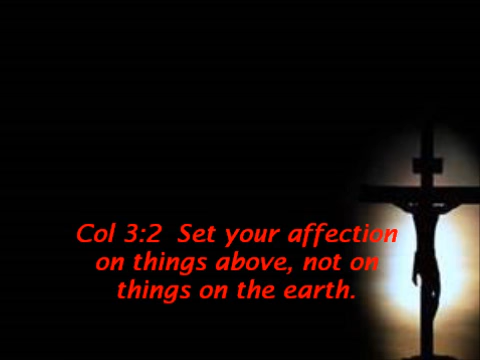 Col 3:2  Set your affection
on things above, not on
things on the earth.